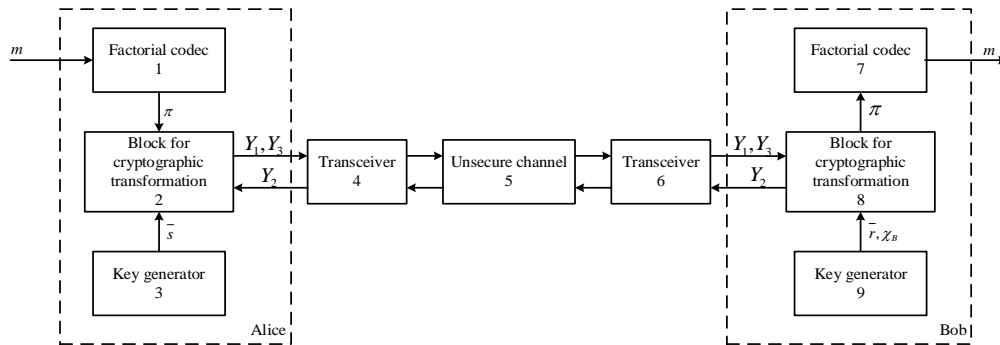 m
Factorial codec
1
π
Block for
cryptographic
transformation
2
s̄
Key generator
3
Alice
Y₁, Y₃
Y₂
Transceiver
4
Unsecure channel
5
Transceiver
6
Y₁, Y₃
Y₂
Factorial codec
7
m
π
Block for
cryptographic
transformation
8
r̄, χ_B
Key generator
9
Bob